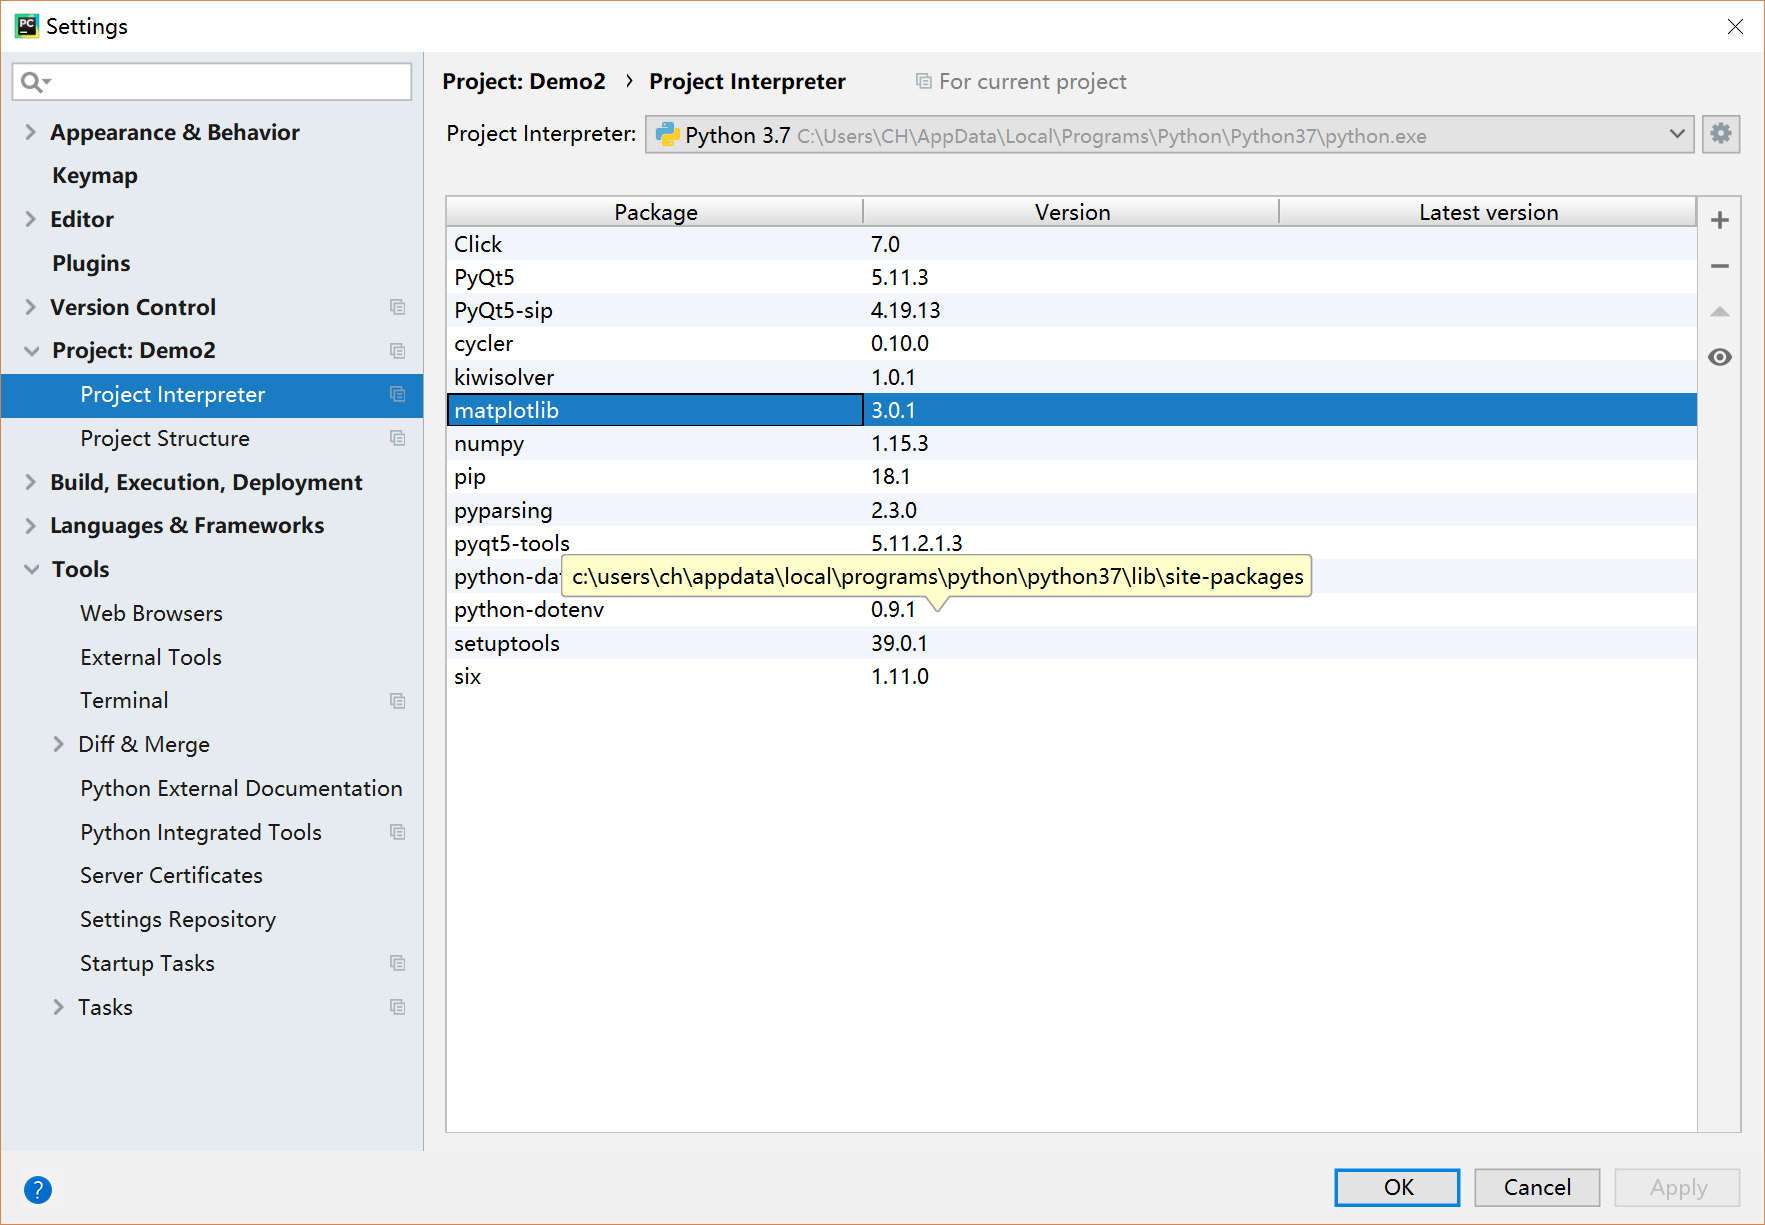 Settings
Appearance & Behavior
Keymap
Editor
Plugins
Version Control
Project: Demo2
Project Interpreter
Project Structure
Build, Execution, Deployment
Languages & Frameworks
Tools
Web Browsers
External Tools
Terminal
Diff & Merge
Python External Documentation
Python Integrated Tools
Server Certificates
Settings Repository
Startup Tasks
Tasks
Project: Demo2 › Project Interpreter For current project
Project Interpreter: Python 3.7 C:\Users\CH\AppData\Local\Programs\Python\Python37\python.exe
Package Version Latest version
Click 7.0
PyQt5 5.11.3
PyQt5-sip 4.19.13
cycler 0.10.0
kiwisolver 1.0.1
matplotlib 3.0.1
numpy 1.15.3
pip 18.1
pyparsing 2.3.0
pyqt5-tools 5.11.2.1.3
python-da
c:\users\ch\appdata\local\programs\python\python37\lib\site-packages
python-dotenv 0.9.1
setuptools 39.0.1
six 1.11.0
? OK Cancel Apply